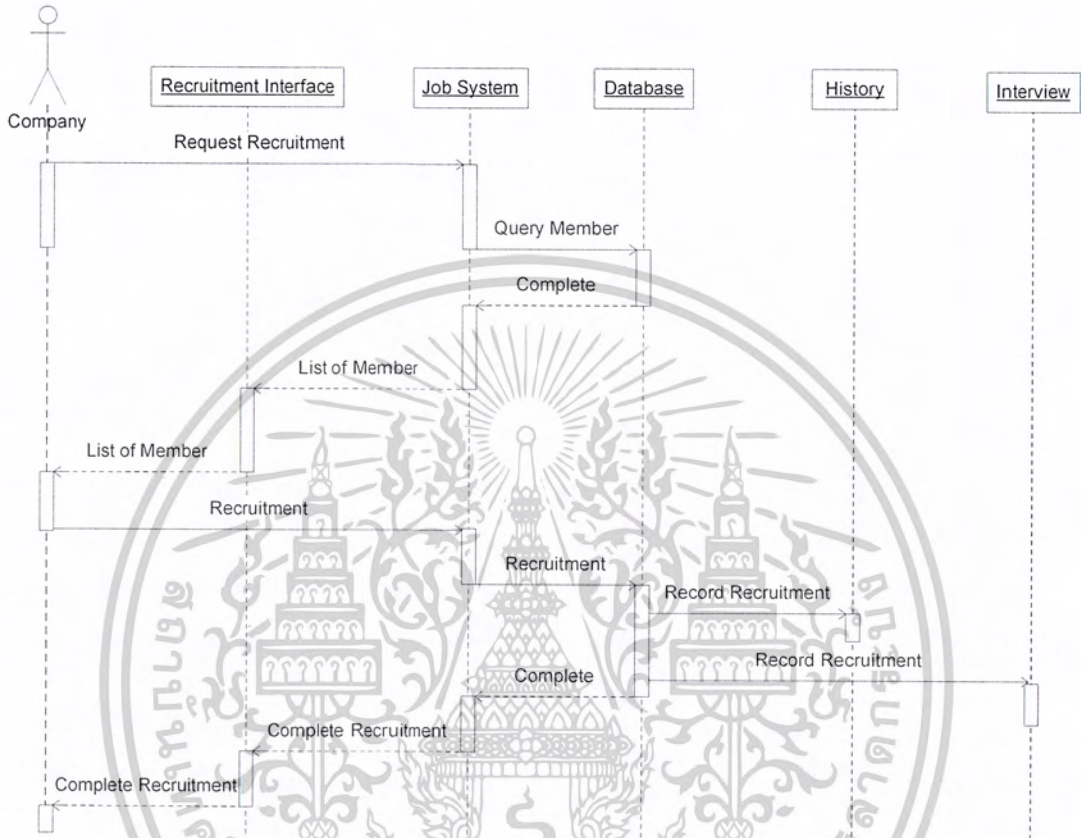 Company
Recruitment Interface
Job System
Database
History
Interview
Request Recruitment
Query Member
Complete
List of Member
List of Member
Recruitment
Recruitment
Record Recruitment
Record Recruitment
Complete
Complete Recruitment
Complete Recruitment